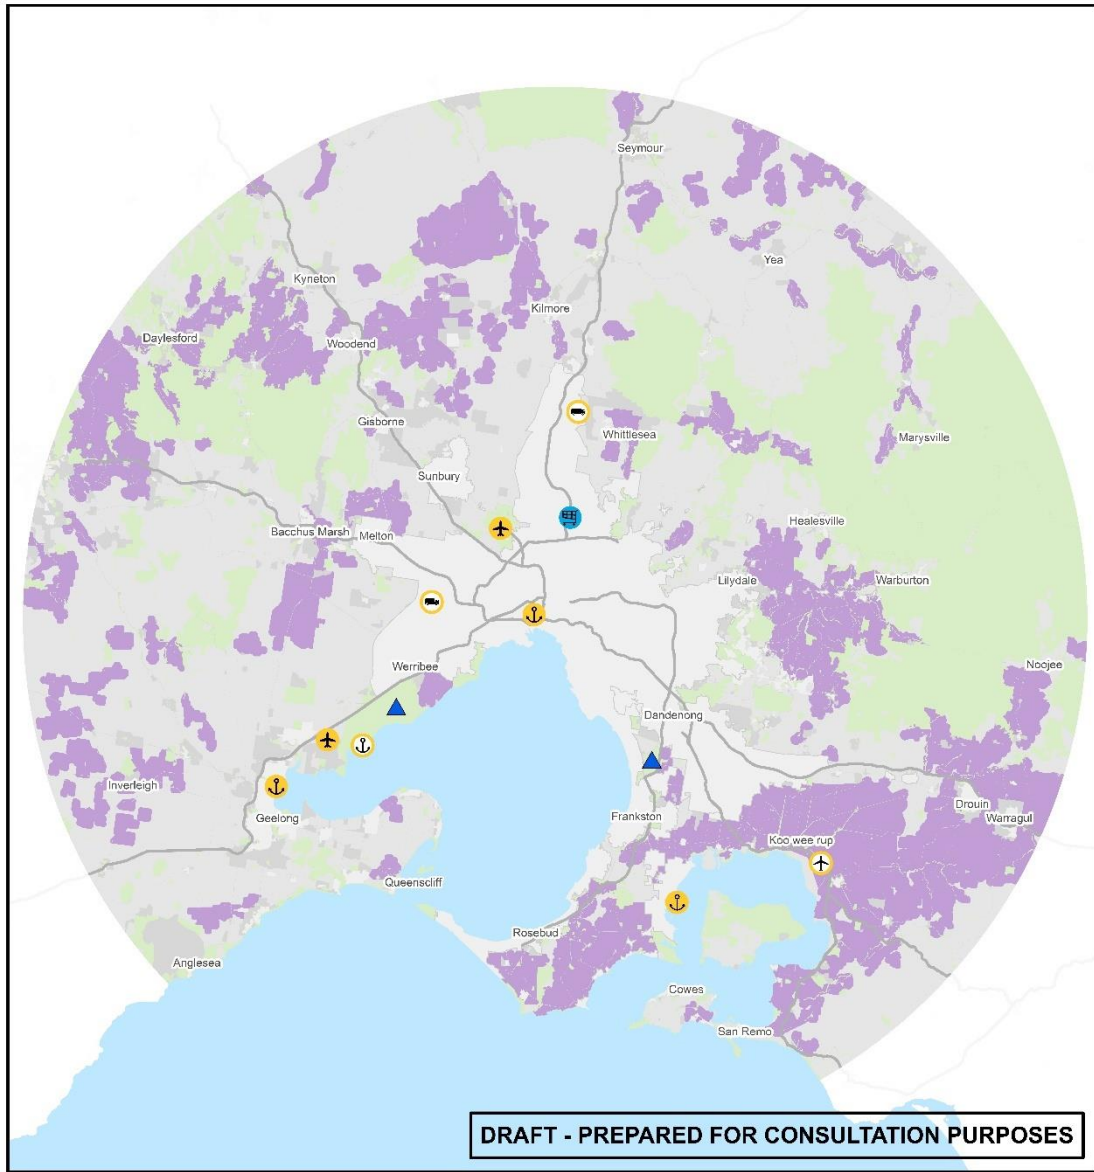 Seymour
Yea
Kyneton
Kilmore
Daylesford
Woodend
Gisborne
Whittlesea
Marysville
Sunbury
Healesville
Bacchus Marsh
Melton
Lilydale
Warburton
Werribee
Noojee
Dandenong
Inverleigh
Geelong
Frankston
Drouin
Warragul
Koo wee rup
Queenscliff
Rosebud
Anglesea
Cowes
San Remo
DRAFT - PREPARED FOR CONSULTATION PURPOSES